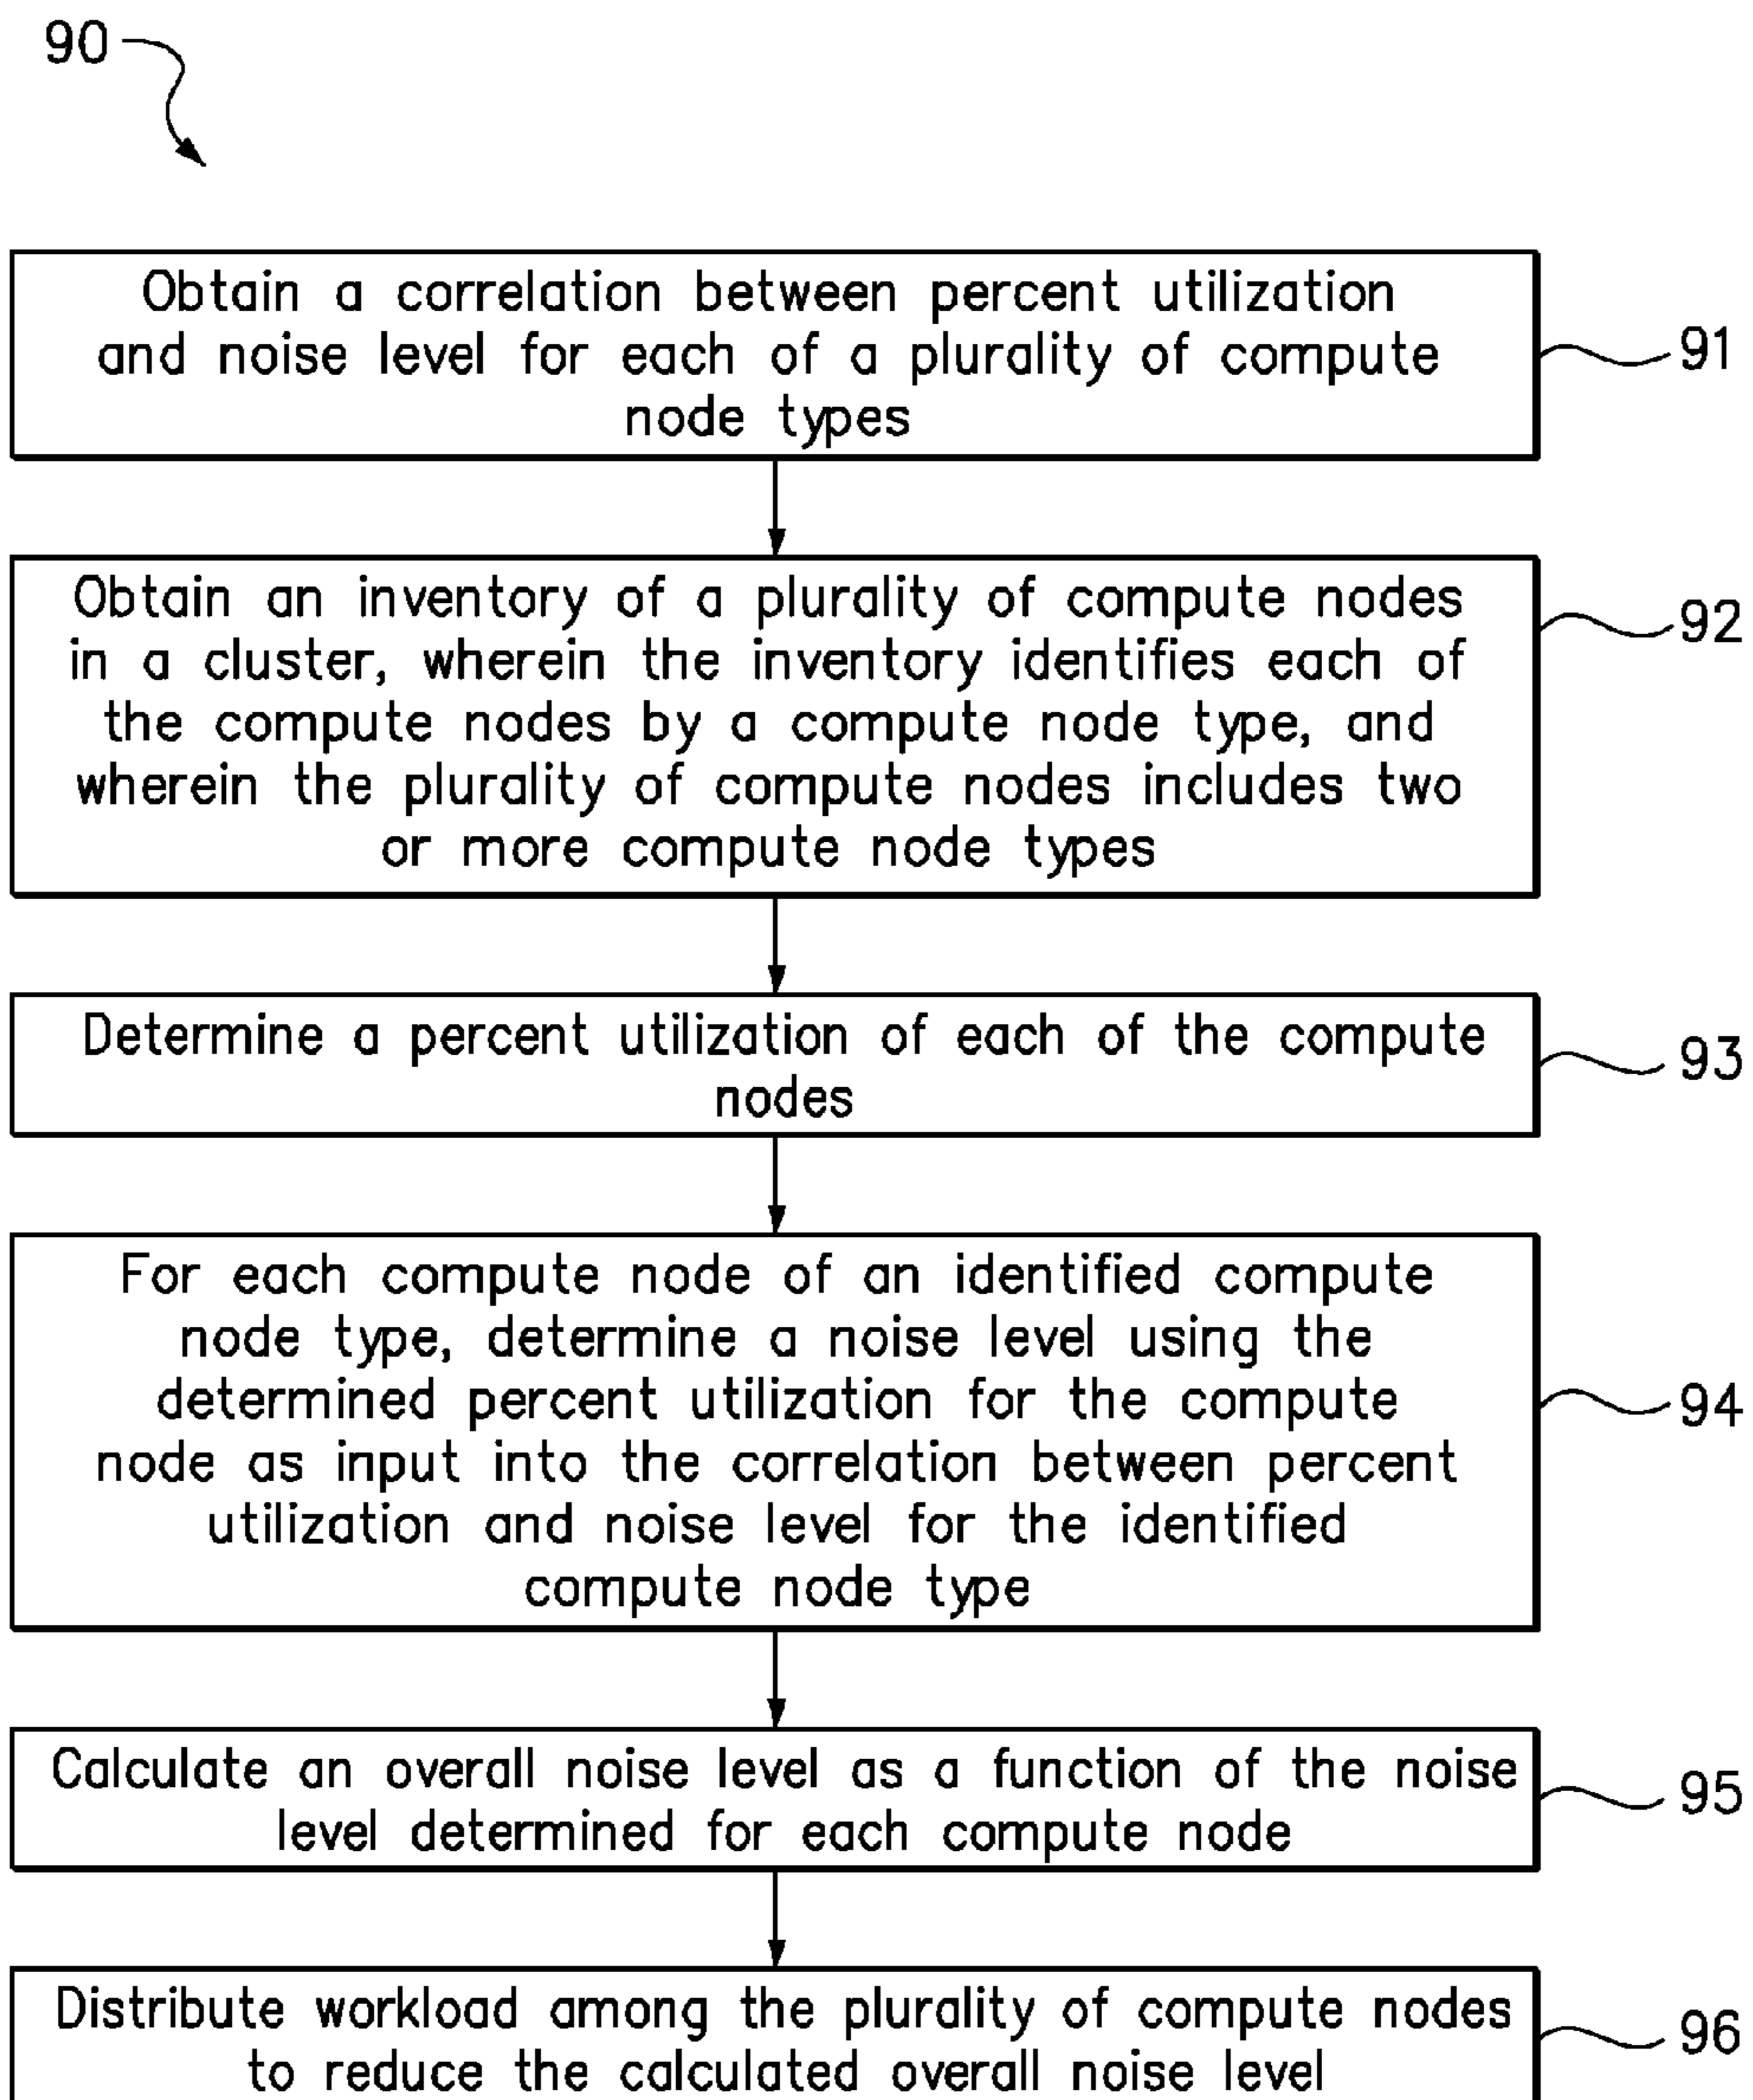 90
Obtain a correlation between percent utilization
and noise level for each of a plurality of compute
node types
91
Obtain an inventory of a plurality of compute nodes
in a cluster, wherein the inventory identifies each of
the compute nodes by a compute node type, and
wherein the plurality of compute nodes includes two
or more compute node types
92
Determine a percent utilization of each of the compute
nodes
93
For each compute node of an identified compute
node type, determine a noise level using the
determined percent utilization for the compute
node as input into the correlation between percent
utilization and noise level for the identified
compute node type
94
Calculate an overall noise level as a function of the noise
level determined for each compute node
95
Distribute workload among the plurality of compute nodes
to reduce the calculated overall noise level
96